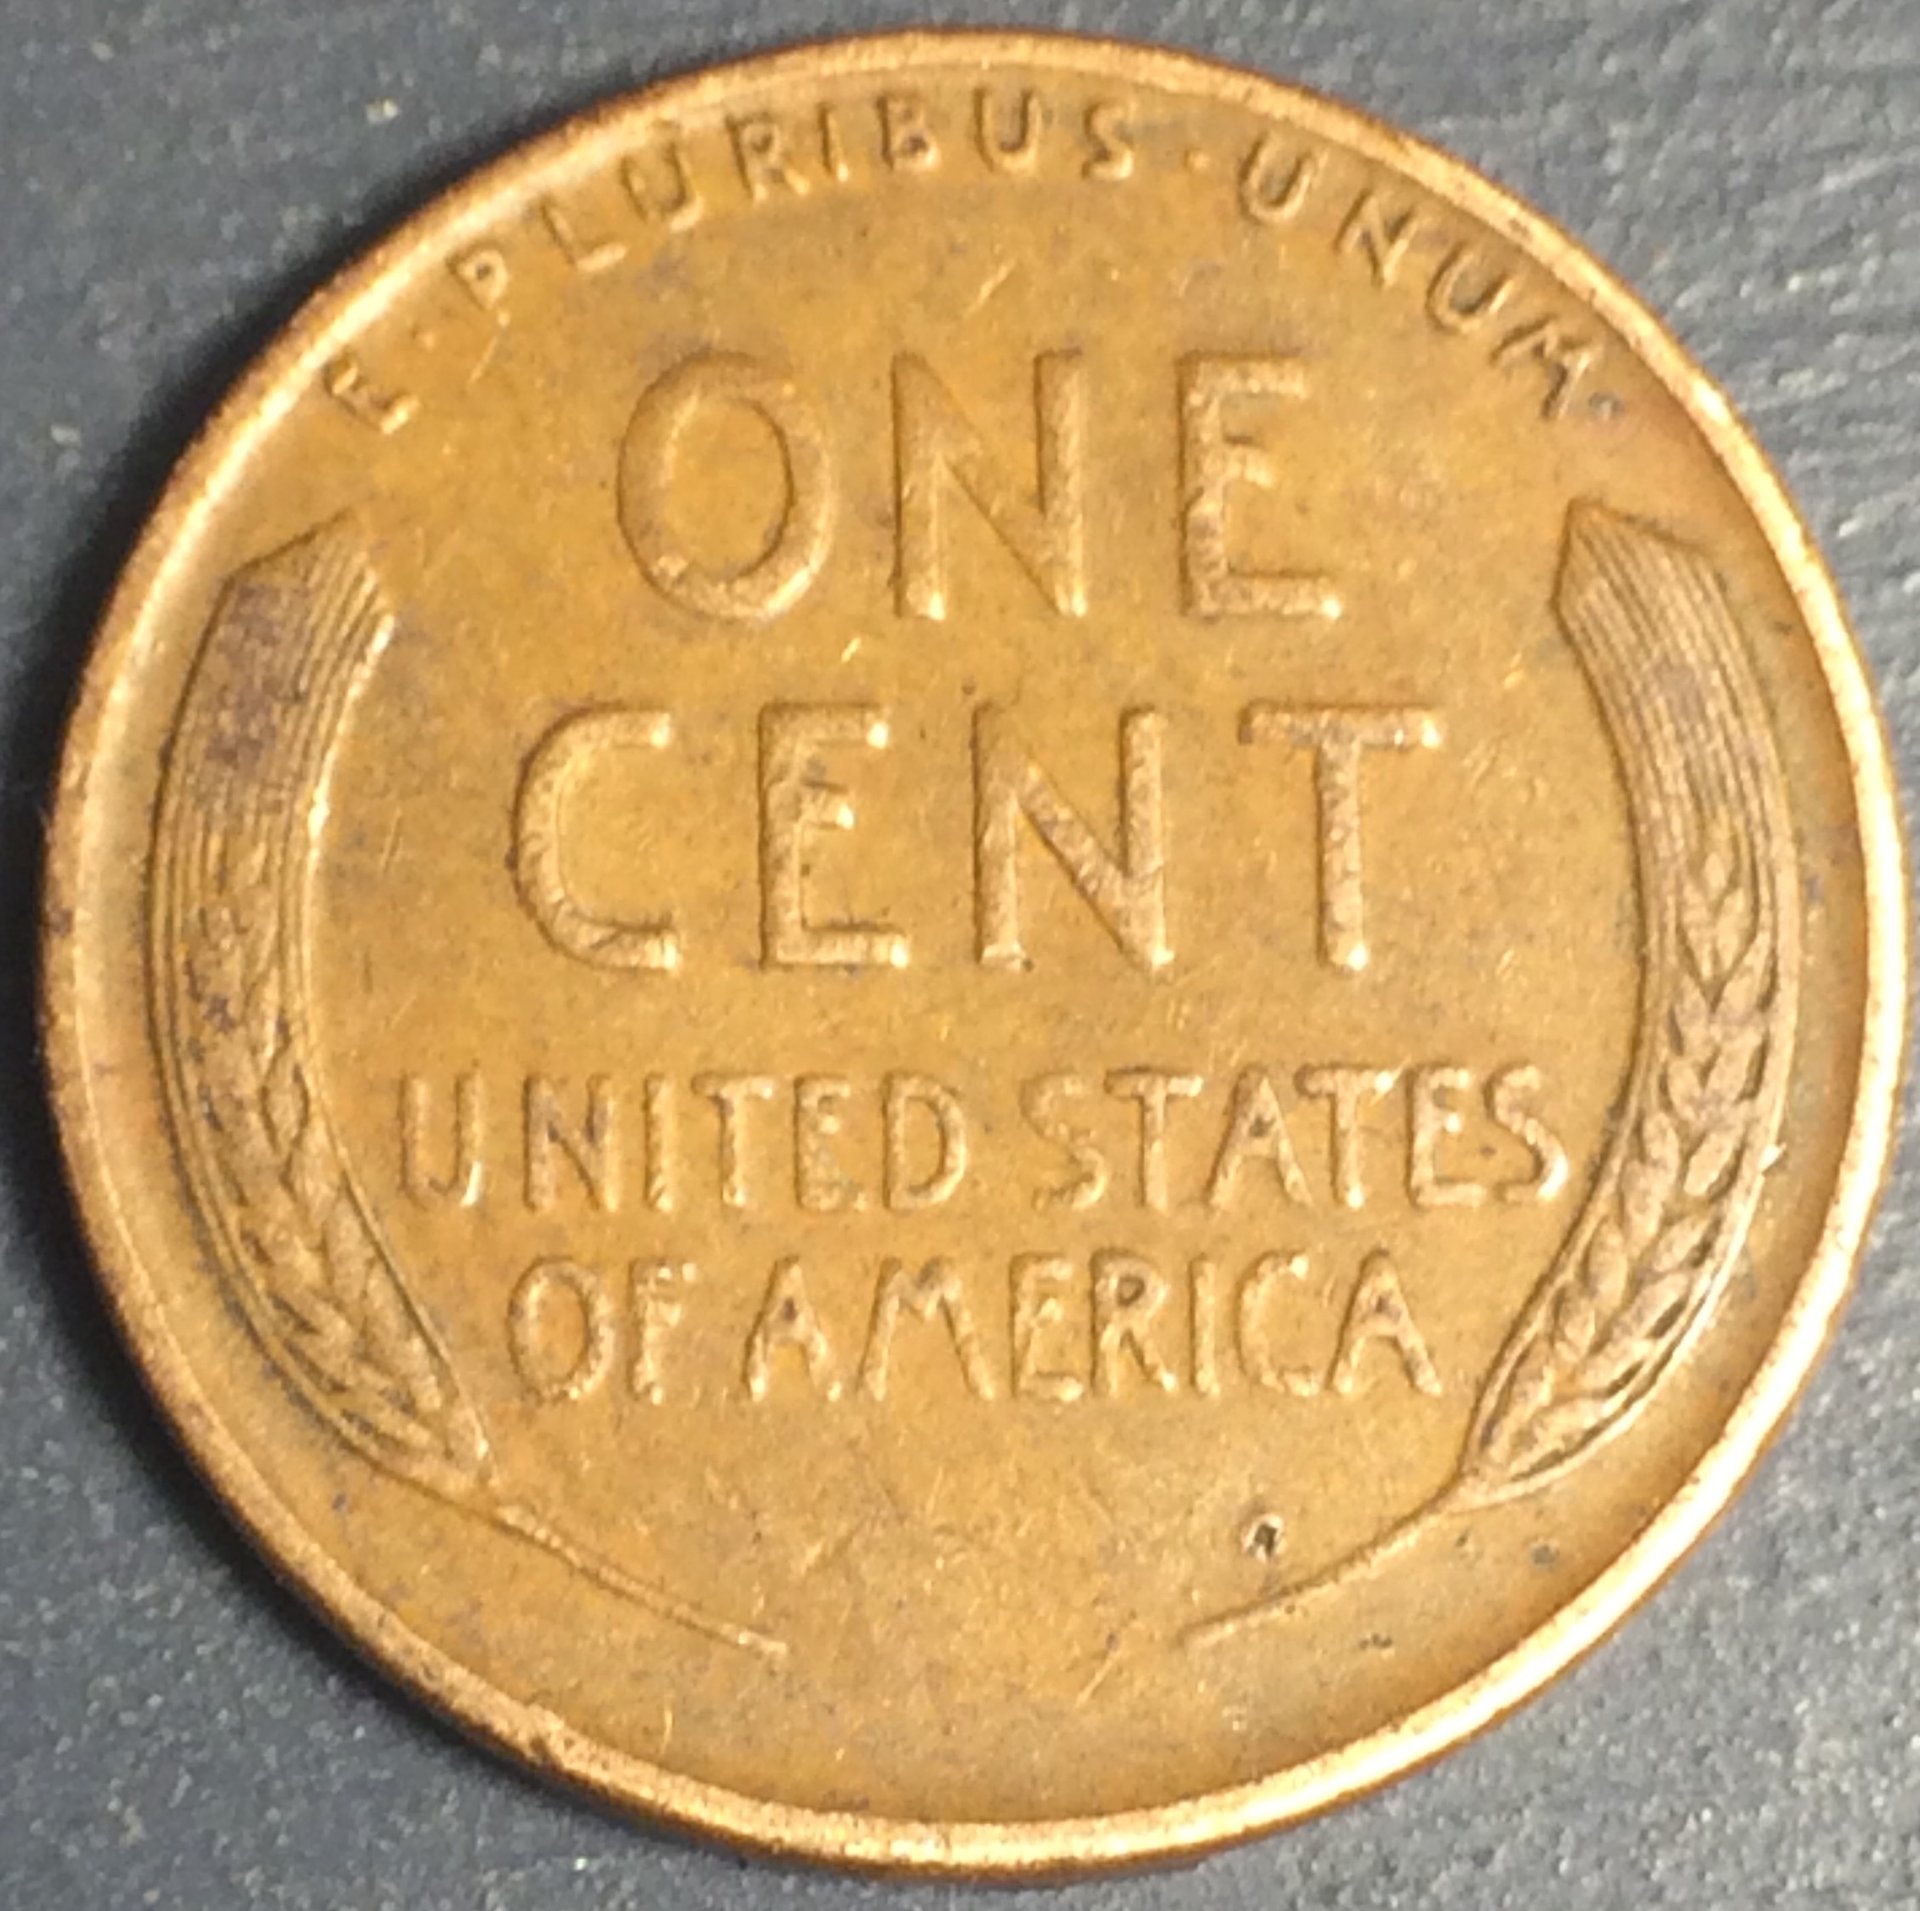 E·PLURIBUS·UNUM·
ONE
CENT
UNITED STATES
OF AMERICA